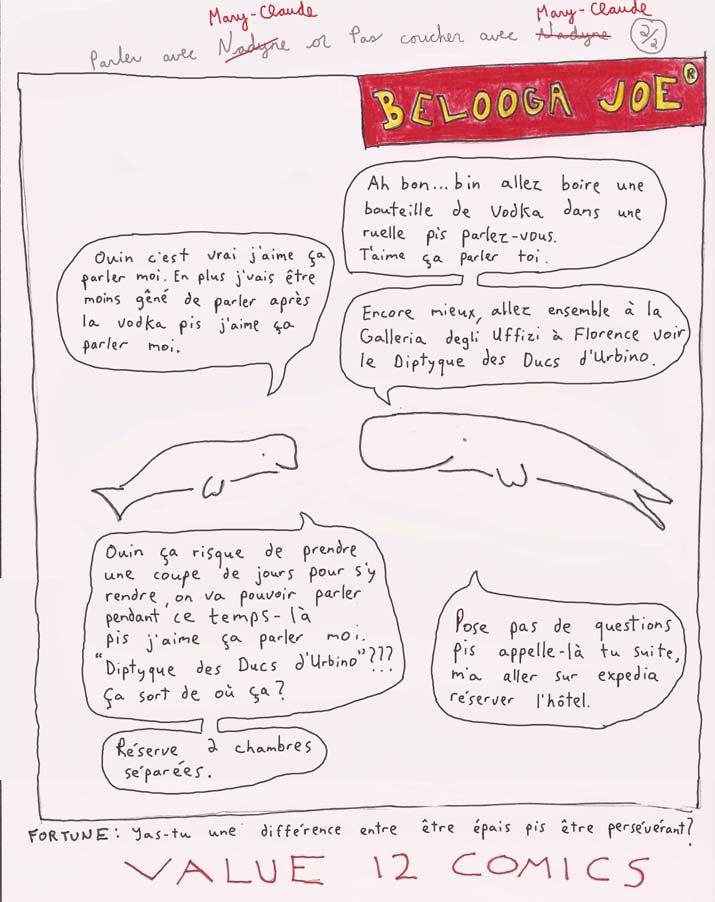 Mary-Claude Mary-Claude
Parler avec Nadyne or Pas coucher avec Nadyne 2/2
BELOOGA JOE®
Ah bon...bin allez boire une
bouteille de Vodka dans une
ruelle pis parlez-vous.
T'aime ça parler toi.
Ouin c'est vrai j'aime ça
parler moi. En plus j'vais être
moins gêné de parler après
la vodka pis j'aime ça
parler moi.
Encore mieux, allez ensemble à la
Galleria degli Uffizi à Florence voir
le Diptyque des Ducs d'Urbino.
Ouin ça risque de prendre
une coupe de jours pour s'y
rendre, on va pouvoir parler
pendant ce temps-là
pis j'aime ça parler moi.
"Diptyque des Ducs d'Urbino"???
Ça sort de où ça?
Réserve 2 chambres
séparées.
Pose pas de questions
pis appelle-là tu suite,
m'a aller sur expedia
réserver l'hôtel.
FORTUNE: Yas-tu une différence entre être épais pis être persévérant?
VALUE 12 COMICS